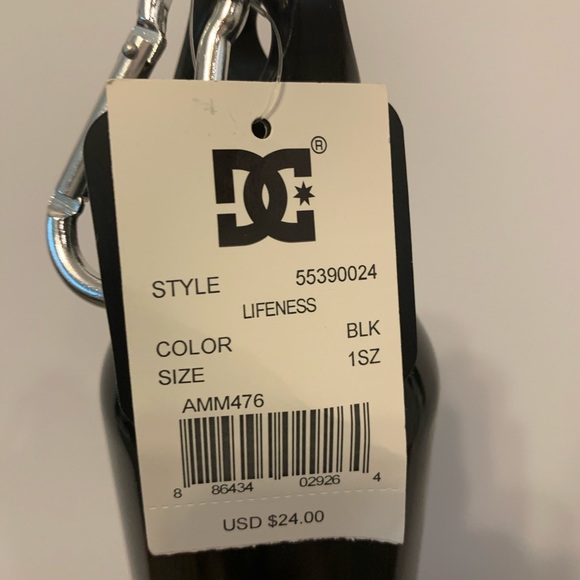 DC ®
STYLE 55390024
LIFENESS
COLOR BLK
SIZE 1SZ
AMM476
8 86434 02926 4
USD $24.00